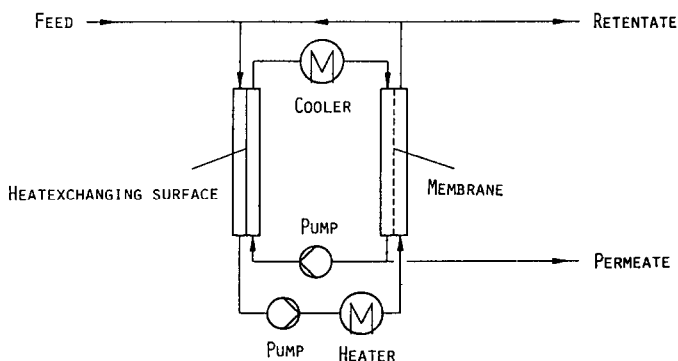 FEED
RETENTATE
COOLER
HEATEXCHANGING SURFACE
MEMBRANE
PUMP
PERMEATE
PUMP
HEATER